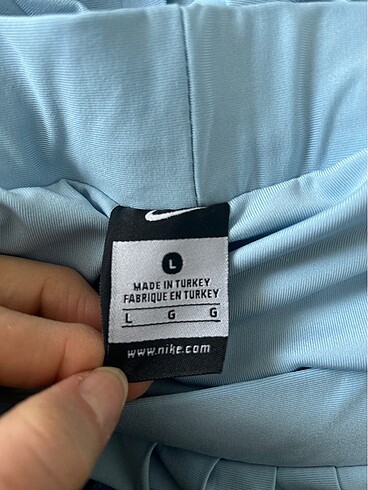 L
MADE IN TURKEY
FABRIQUE EN TURKEY
L G G
www.nike.com